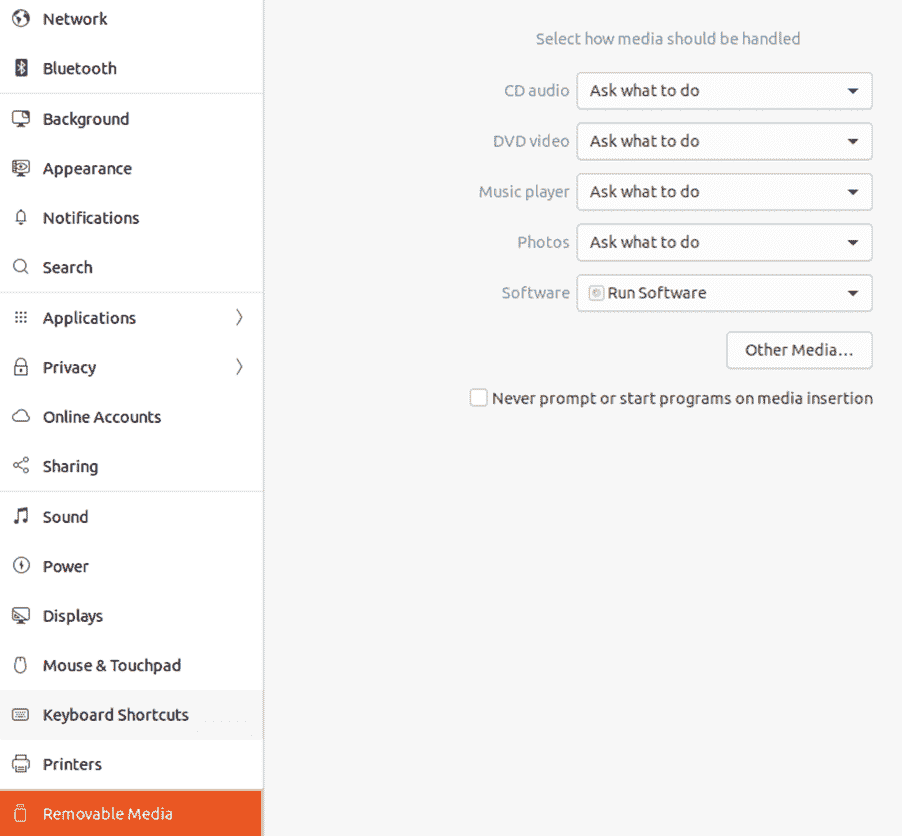 Network
Bluetooth
Background
Appearance
Notifications
Search
Applications
Privacy
Online Accounts
Sharing
Sound
Power
Displays
Mouse & Touchpad
Keyboard Shortcuts
Printers
Removable Media
Select how media should be handled
CD audio Ask what to do
DVD video Ask what to do
Music player Ask what to do
Photos Ask what to do
Software Run Software
Other Media...
Never prompt or start programs on media insertion